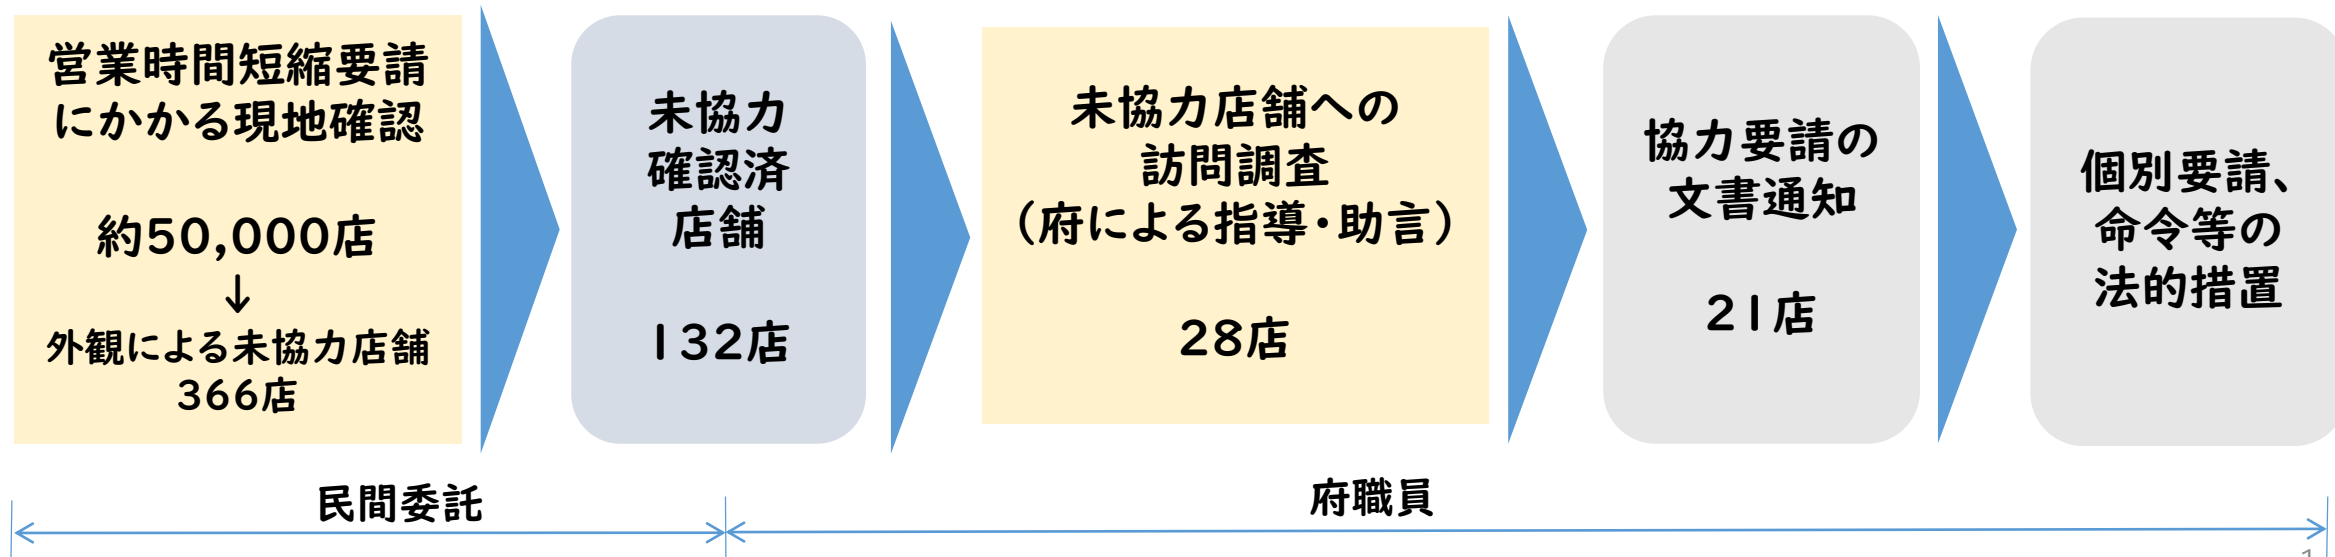 営業時間短縮要請
にかかる現地確認
約50,000店
↓
外観による未協力店舗
366店
未協力
確認済
店舗
132店
未協力店舗への
訪問調査
（府による指導・助言）
28店
協力要請の
文書通知
21店
個別要請、
命令等の
法的措置
民間委託
府職員
1